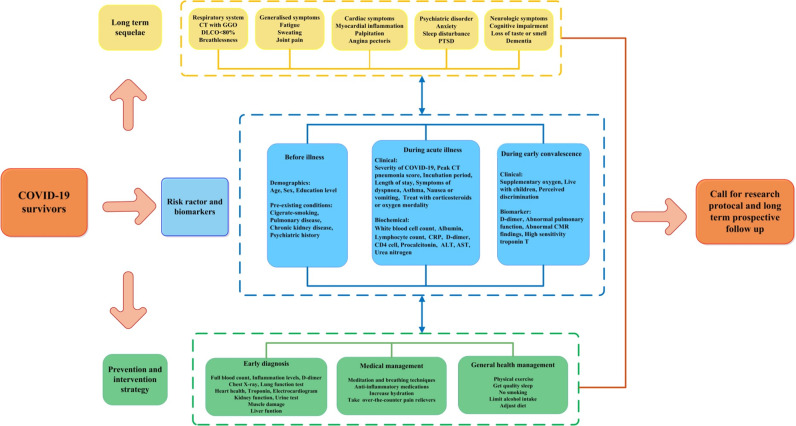 Long term
sequelae
Respiratory system
CT with GGO
DLCO<80%
Breathlessness
Generalised symptoms
Fatigue
Sweating
Joint pain
Cardiac symptoms
Myocardial inflammation
Palpitation
Angina pectoris
Psychiatric disorder
Anxiety
Sleep disturbance
PTSD
Neurologic symptoms
Cognitive impairment
Loss of taste or smell
Dementia
COVID-19
survivors
Risk ractor and
biomarkers
Before illness
Demographics:
Age, Sex, Education level
Pre-existing conditions:
Cigerate-smoking,
Pulmonary disease,
Chronic kidney disease,
Psychiatric history
During acute illness
Clinical:
Severity of COVID-19, Peak CT
pneumonia score, Incubation period,
Length of stay, Symptoms of
dyspnea, Asthma, Nausea or
vomiting, Treat with corticosteroids
or oxygen mortality
Biochemical:
White blood cell count, Albumin,
Lymphocyte count, CRP, D-dimer,
CD4 cell, Procalcitonin, ALT, AST,
Urea nitrogen
During early convalescence
Clinical:
Supplementary oxygen, Live
with children, Perceived
discrimination
Biomarker:
D-dimer, Abnormal pulmonary
function, Abnormal CMR
findings, High sensitivity
troponin T
Call for research
protocal and long
term prospective
follow up
Prevention and
intervention
strategy
Early diagnosis
Full blood count, Inflammation levels, D-dimer
Chest X-ray, Lung function test
Heart health, Troponin, Electrocardiogram
Kidney function, Urine test
Muscle damage
Liver funtion
Medical management
Meditation and breathing techniques
Anti-inflammatory medications
Increase hydration
Take over-the-counter pain relievers
General health management
Physical exercise
Get quality sleep
No smoking
Limit alcohol intake
Adjust diet